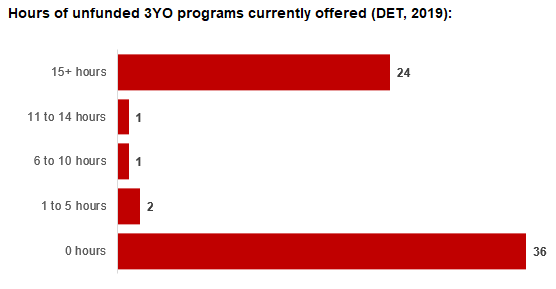 Hours of unfunded 3YO programs currently offered (DET, 2019):
15+ hours 24
11 to 14 hours 1
6 to 10 hours 1
1 to 5 hours 2
0 hours 36